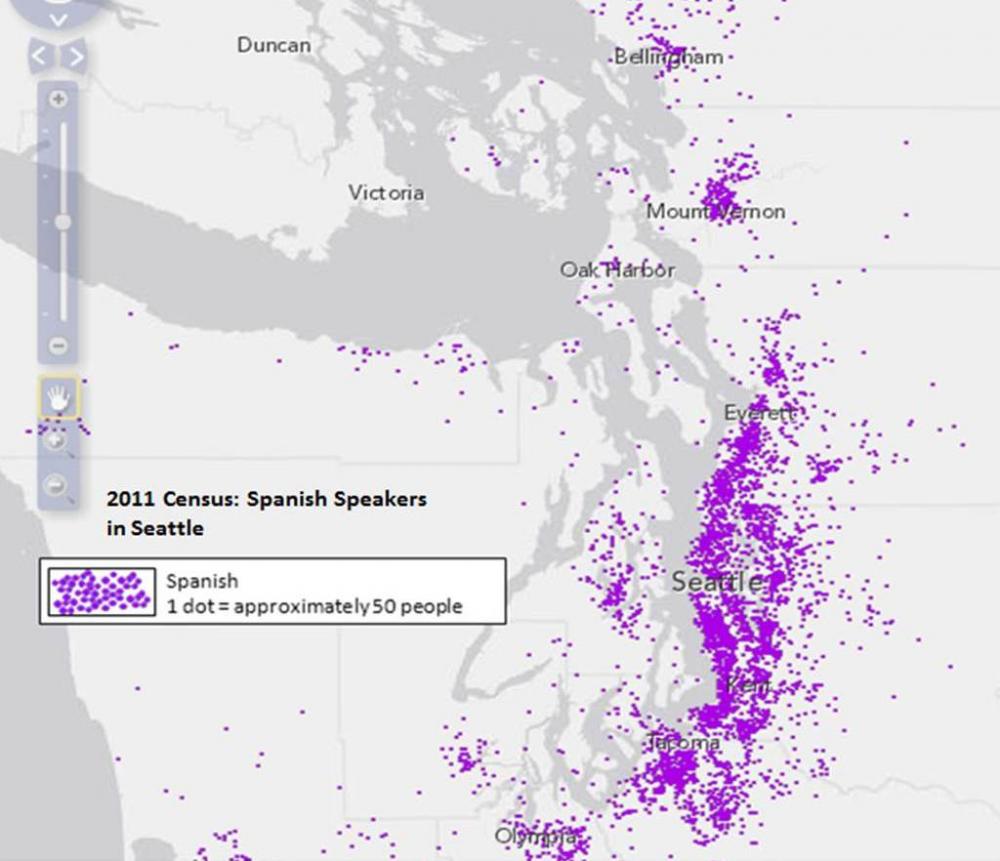 Duncan
Bellingham
Victoria
Mount Vernon
Oak Harbor
Everett
2011 Census: Spanish Speakers
in Seattle
Spanish
1 dot = approximately 50 people
Seattle
Kent
Tacoma
Olympia